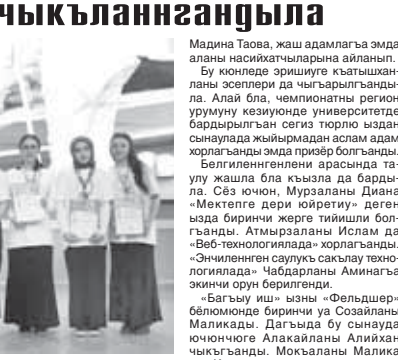 чыкъланнгандыла
Мадина Таова, жаш адамлагъа эмда
аланы насийхатчыларына айланып.
Бу кюнледе эришиуге къатышхан-
ланы эсеплери да чыгъарылгъанды-
ла. Алай бла, чемпионатны регион
урумуну кезиуюнде университетде
бардырылгъан сегиз тюрлю ыздан
сынаулада жыйырмадан аслам адам
хорлагъанды эмда призёр болгъанды.
Белгиленнгенлени арасында та-
улу жашла бла къызла да барды-
ла. Сёз ючюн, Мурзаланы Диана
«Мектепге дери юйретиу» деген
ызда биринчи жерге тийишли бол-
гъанды. Атмырзаланы Ислам да
«Веб-технологиялада» хорлагъанды.
«Энчиленнген саулукъ сакълау техно-
логиялада» Чабдарланы Аминагъа
экинчи орун берилгенди.
«Багъыу иш» ызны «Фельдшер»
бёлюмюнде биринчи уа Созайланы
Маликады. Дагъыда бу сынауда
ючюнчюге Алакайланы Алийхан
чыкъгъанды. Мокъаланы Малика